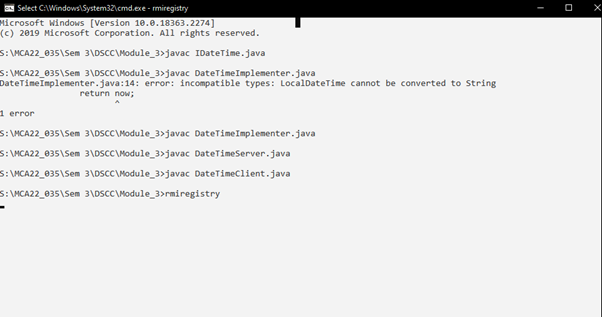 Select C:\Windows\System32\cmd.exe - rmiregistry
Microsoft Windows [Version 10.0.18363.2274]
(c) 2019 Microsoft Corporation. All rights reserved.
S:\MCA22_035\Sem 3\DSCC\Module_3>javac IDateTime.java
S:\MCA22_035\Sem 3\DSCC\Module_3>javac DateTimeImplementer.java
DateTimeImplementer.java:14: error: incompatible types: LocalDateTime cannot be converted to String
return now;
^
1 error
S:\MCA22_035\Sem 3\DSCC\Module_3>javac DateTimeImplementer.java
S:\MCA22_035\Sem 3\DSCC\Module_3>javac DateTimeServer.java
S:\MCA22_035\Sem 3\DSCC\Module_3>javac DateTimeClient.java
S:\MCA22_035\Sem 3\DSCC\Module_3>rmiregistry